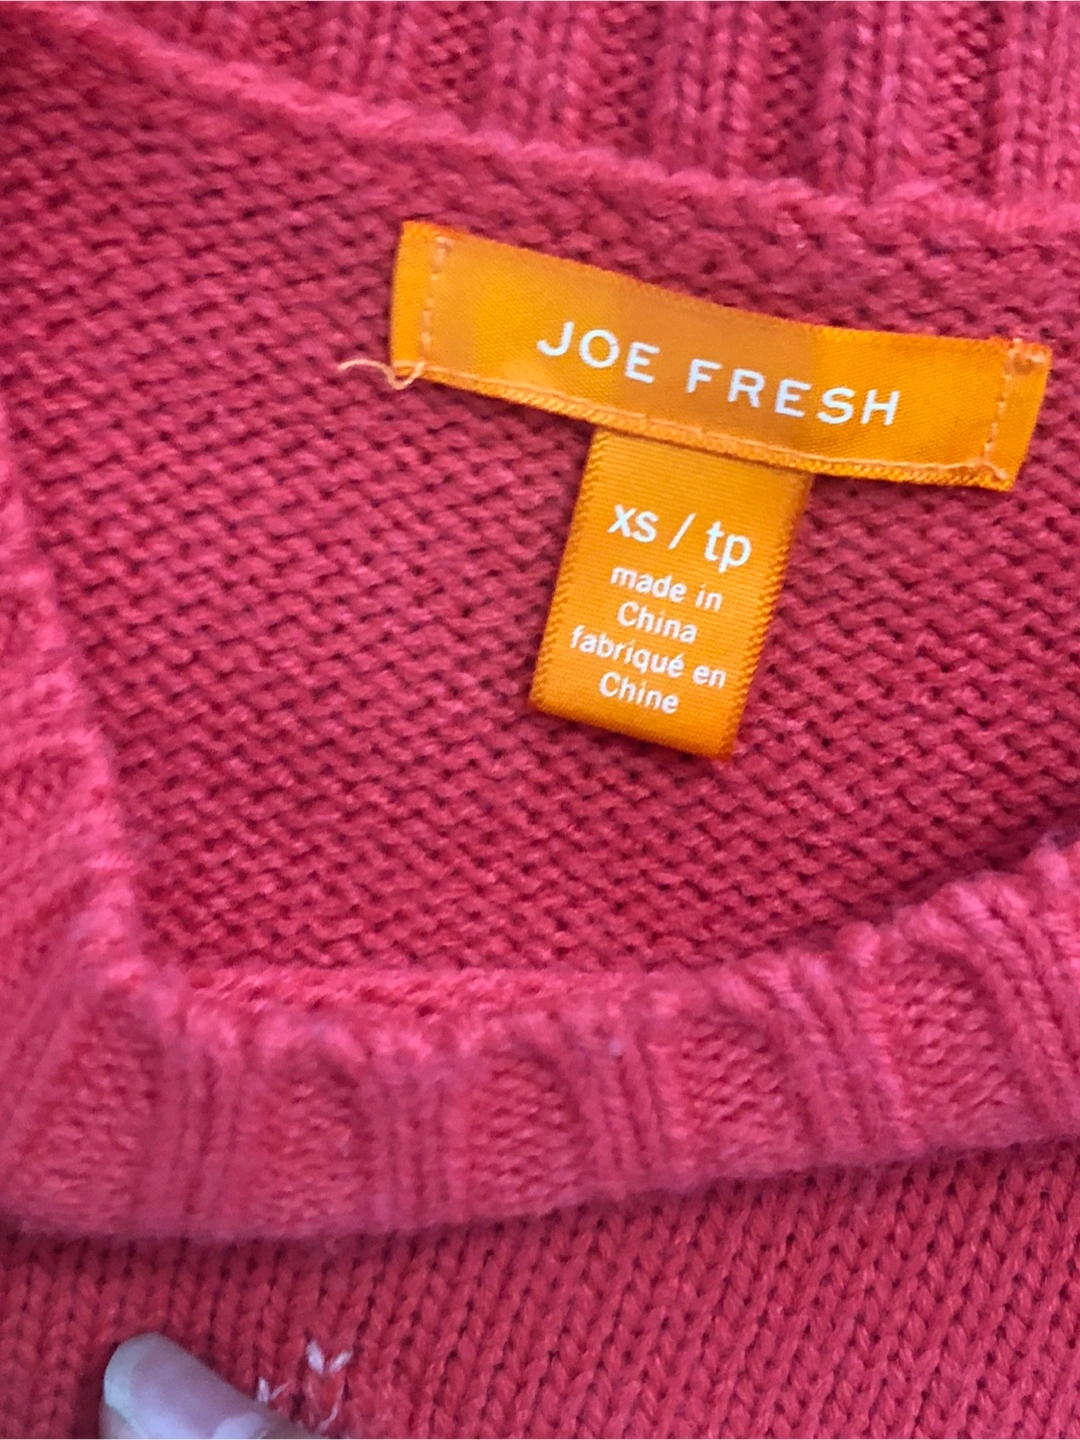 JOE FRESH
xs / tp
made in
China
fabriqué en
Chine